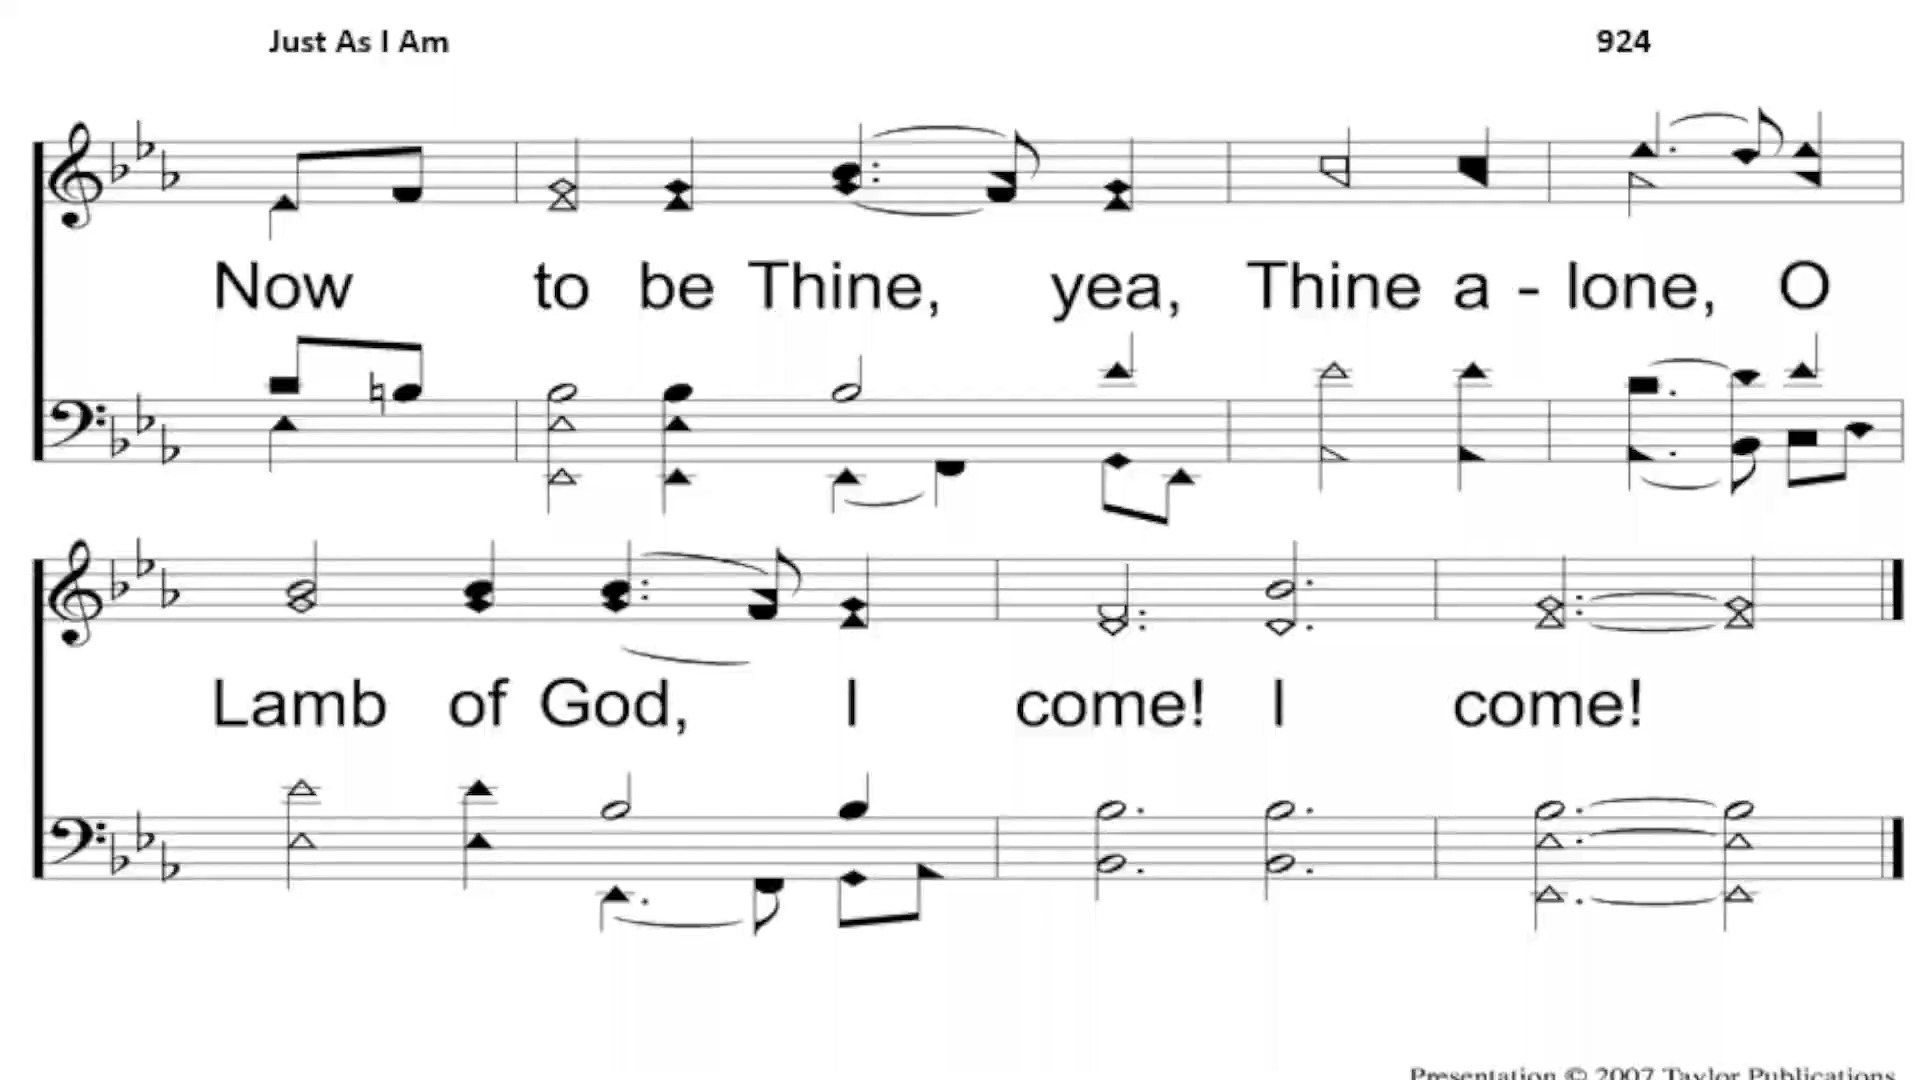 Just As I Am 924
Now to be Thine, yea, Thine a - lone, O
Lamb of God, I come! I come!
Presentation © 2007 Taylor Publications